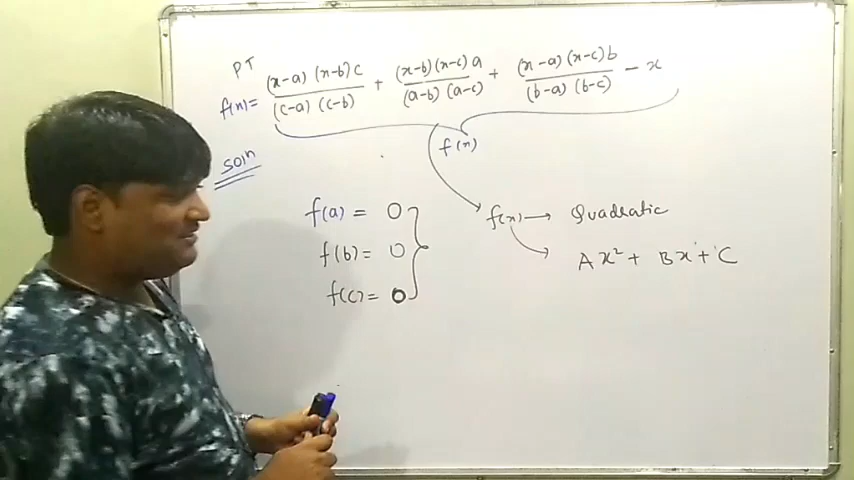 PT
f(x)= (x-a)(x-b)c/(c-a)(c-b) + (x-b)(x-c)a/(a-b)(a-c) + (x-a)(x-c)b/(b-a)(b-c) - x
f(x)
Soln
f(a) = 0
f(b) = 0
f(c) = 0
f(x) → Quadratic
Ax² + Bx + C